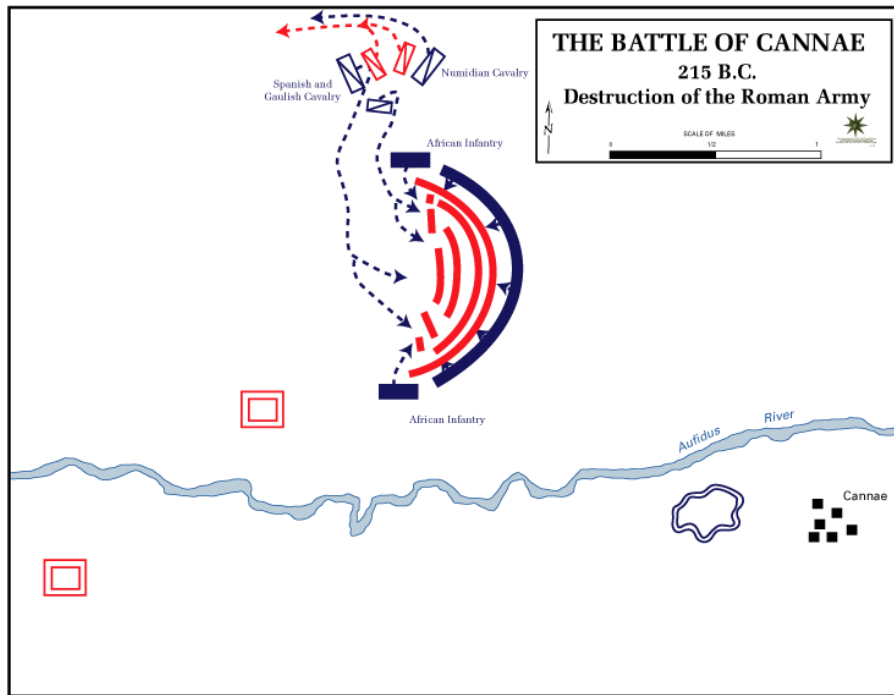 THE BATTLE OF CANNAE
215 B.C.
Destruction of the Roman Army
N
SCALE OF MILES
0 1/2 1
Spanish and
Gaulish Cavalry
Numidian Cavalry
African Infantry
African Infantry
Aufidus River
Cannae